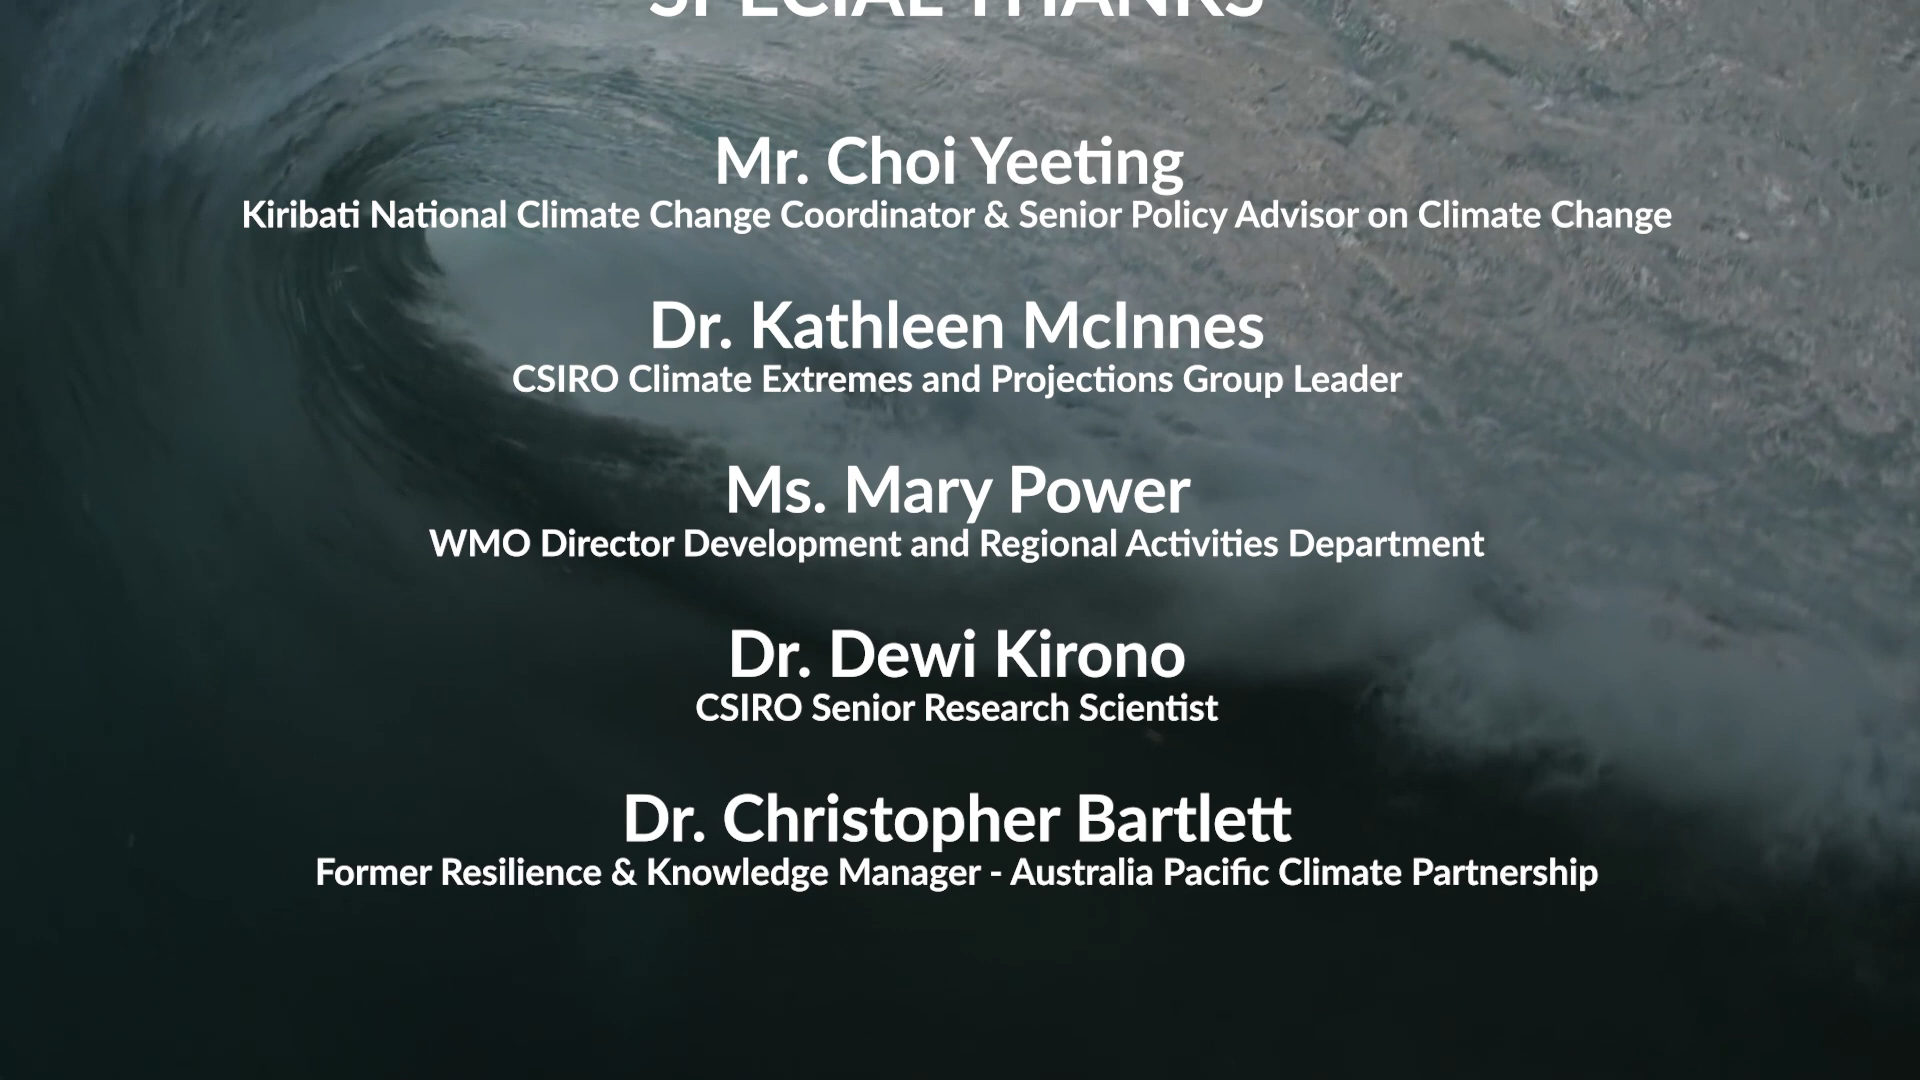 SPECIAL THANKS
Mr. Choi Yeeting
Kiribati National Climate Change Coordinator & Senior Policy Advisor on Climate Change
Dr. Kathleen McInnes
CSIRO Climate Extremes and Projections Group Leader
Ms. Mary Power
WMO Director Development and Regional Activities Department
Dr. Dewi Kirono
CSIRO Senior Research Scientist
Dr. Christopher Bartlett
Former Resilience & Knowledge Manager - Australia Pacific Climate Partnership